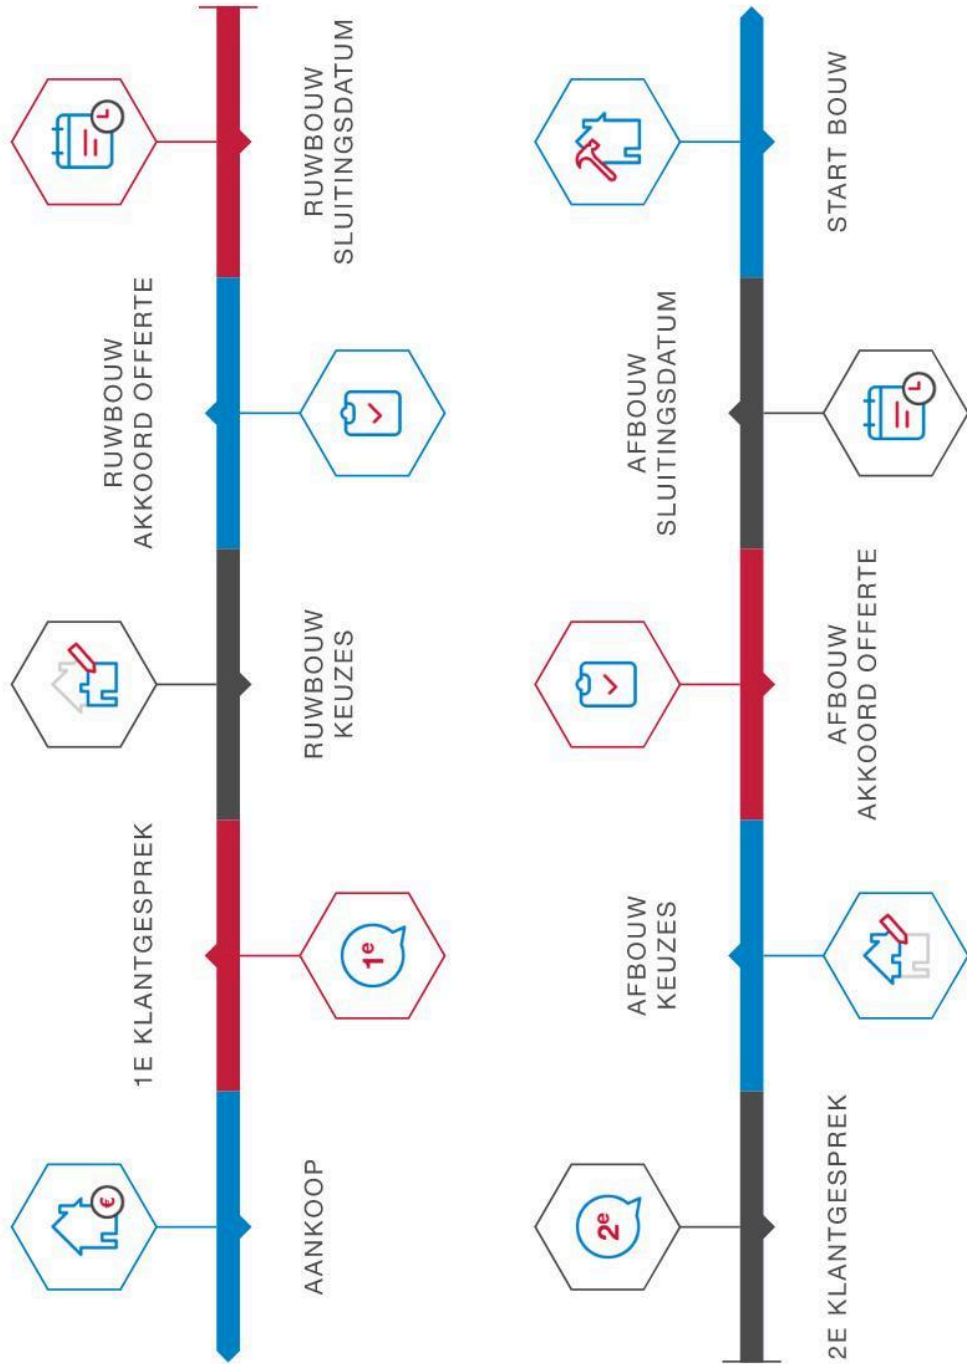 AANKOOP
1E KLANTGESPREK
RUWBOUW
KEUZES
RUWBOUW
AKKOORD OFFERTE
RUWBOUW
SLUITINGSDATUM
€
1e
L
2E KLANTGESPREK
AFBOUW
KEUZES
AFBOUW
AKKOORD OFFERTE
AFBOUW
SLUITINGSDATUM
START BOUW
2e
L